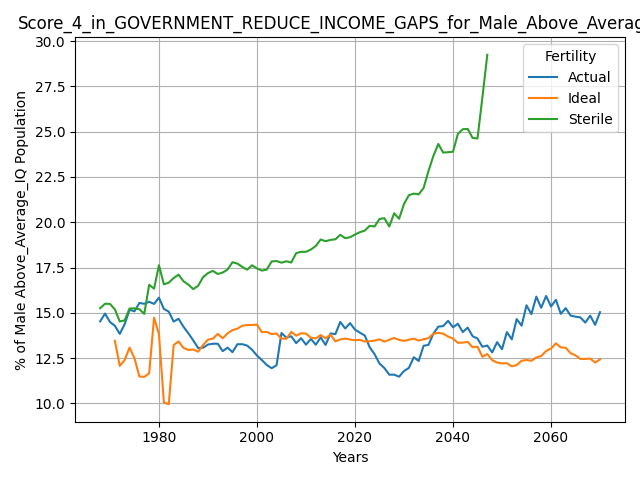 Score_4_in_GOVERNMENT_REDUCE_INCOME_GAPS_for_Male_Above_Averag
% of Male Above_Average_IQ Population
30.0
27.5
25.0
22.5
20.0
17.5
15.0
12.5
10.0
Fertility
Actual
Ideal
Sterile
1980 2000 2020 2040 2060
Years